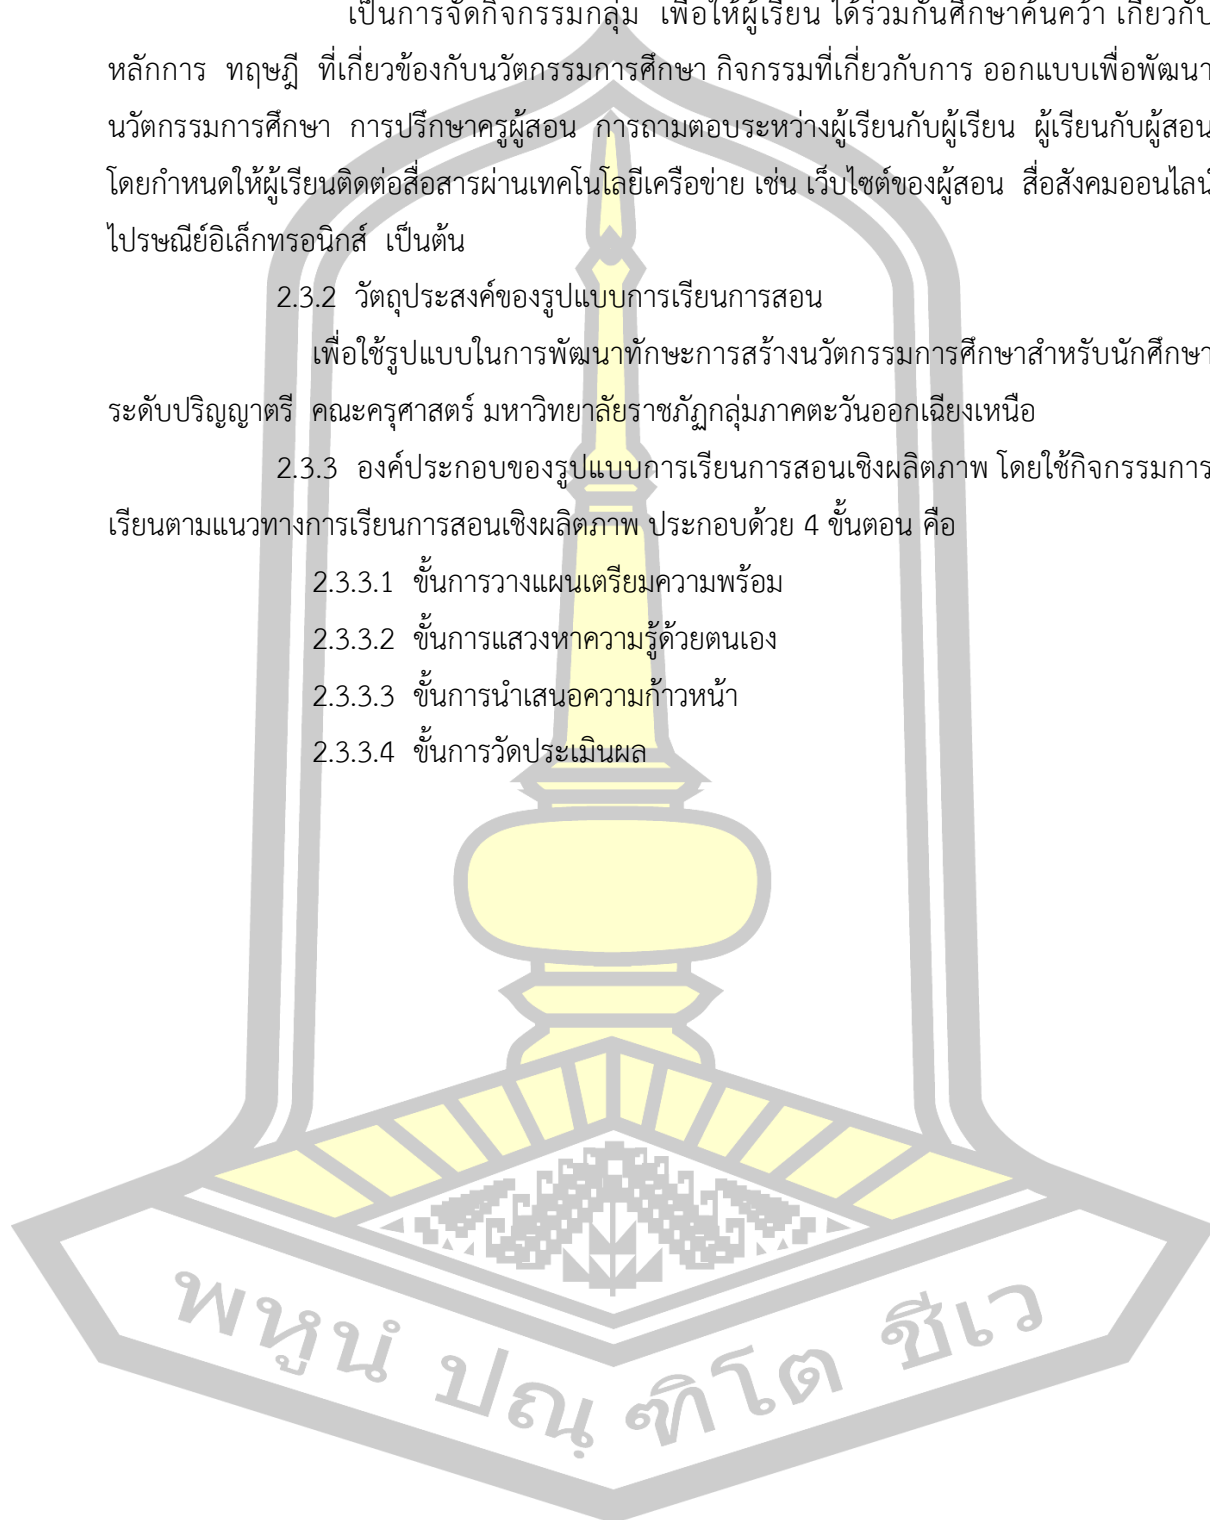 เป็นการจัดกิจกรรมกลุ่ม เพื่อให้ผู้เรียน ได้ร่วมกันศึกษาค้นคว้า เกี่ยวกับ
หลักการ ทฤษฎี ที่เกี่ยวข้องกับนวัตกรรมการศึกษา กิจกรรมที่เกี่ยวกับการ ออกแบบเพื่อพัฒนา
นวัตกรรมการศึกษา การปรึกษาครูผู้สอน การถามตอบระหว่างผู้เรียนกับผู้เรียน ผู้เรียนกับผู้สอน
โดยกำหนดให้ผู้เรียนติดต่อสื่อสารผ่านเทคโนโลยีเครือข่าย เช่น เว็บไซต์ของผู้สอน สื่อสังคมออนไลน์
ไปรษณีย์อิเล็กทรอนิกส์ เป็นต้น
2.3.2 วัตถุประสงค์ของรูปแบบการเรียนการสอน
เพื่อใช้รูปแบบในการพัฒนาทักษะการสร้างนวัตกรรมการศึกษาสำหรับนักศึกษา
ระดับปริญญาตรี คณะครุศาสตร์ มหาวิทยาลัยราชภัฏกลุ่มภาคตะวันออกเฉียงเหนือ
2.3.3 องค์ประกอบของรูปแบบการเรียนการสอนเชิงผลิตภาพ โดยใช้กิจกรรมการ
เรียนตามแนวทางการเรียนการสอนเชิงผลิตภาพ ประกอบด้วย 4 ขั้นตอน คือ
2.3.3.1 ขั้นการวางแผนเตรียมความพร้อม
2.3.3.2 ขั้นการแสวงหาความรู้ด้วยตนเอง
2.3.3.3 ขั้นการนำเสนอความก้าวหน้า
2.3.3.4 ขั้นการวัดประเมินผล
พหูนํ ปณฺ ฑิโต ชีเว